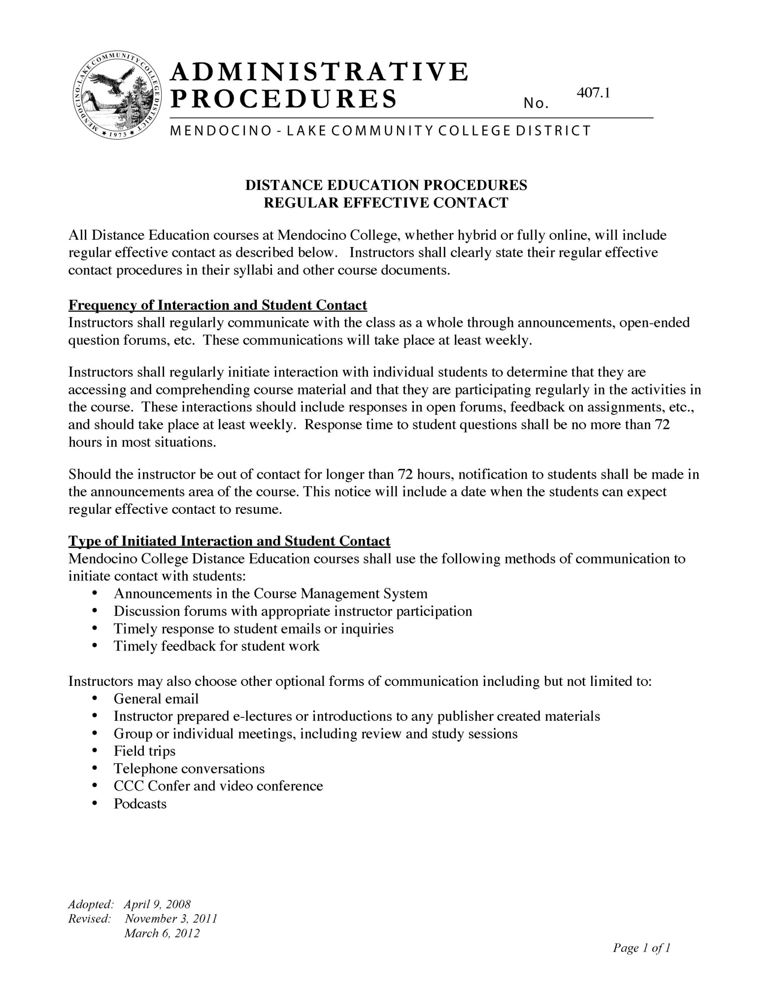 MENDOCINO-LAKE COMMUNITY COLLEGE DISTRICT
★ 1973 ★
ADMINISTRATIVE
PROCEDURES
No. 407.1
MENDOCINO - LAKE COMMUNITY COLLEGE DISTRICT
DISTANCE EDUCATION PROCEDURES
REGULAR EFFECTIVE CONTACT
All Distance Education courses at Mendocino College, whether hybrid or fully online, will include
regular effective contact as described below.   Instructors shall clearly state their regular effective
contact procedures in their syllabi and other course documents.
Frequency of Interaction and Student Contact
Instructors shall regularly communicate with the class as a whole through announcements, open-ended
question forums, etc.  These communications will take place at least weekly.
Instructors shall regularly initiate interaction with individual students to determine that they are
accessing and comprehending course material and that they are participating regularly in the activities in
the course.  These interactions should include responses in open forums, feedback on assignments, etc.,
and should take place at least weekly.  Response time to student questions shall be no more than 72
hours in most situations.
Should the instructor be out of contact for longer than 72 hours, notification to students shall be made in
the announcements area of the course. This notice will include a date when the students can expect
regular effective contact to resume.
Type of Initiated Interaction and Student Contact
Mendocino College Distance Education courses shall use the following methods of communication to
initiate contact with students:
• Announcements in the Course Management System
• Discussion forums with appropriate instructor participation
• Timely response to student emails or inquiries
• Timely feedback for student work
Instructors may also choose other optional forms of communication including but not limited to:
• General email
• Instructor prepared e-lectures or introductions to any publisher created materials
• Group or individual meetings, including review and study sessions
• Field trips
• Telephone conversations
• CCC Confer and video conference
• Podcasts
Adopted: April 9, 2008
Revised: November 3, 2011
March 6, 2012
Page 1 of 1